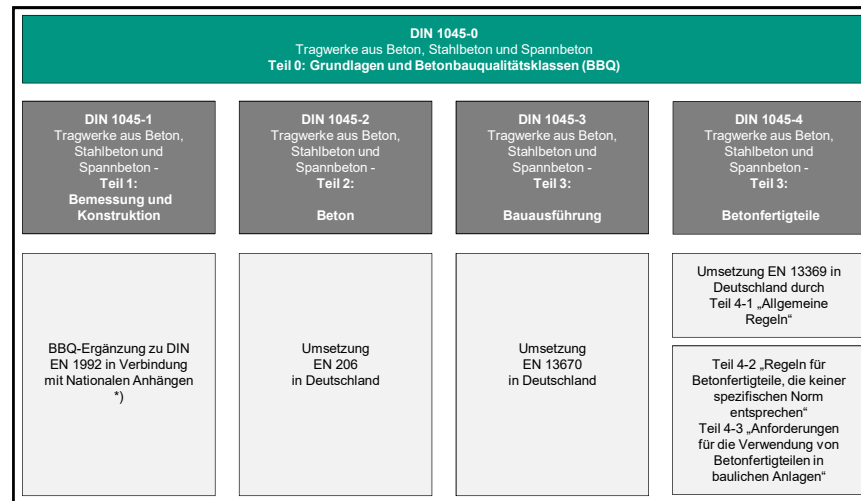 DIN 1045-0
Tragwerke aus Beton, Stahlbeton und Spannbeton
Teil 0: Grundlagen und Betonbauqualitätsklassen (BBQ)
DIN 1045-1
Tragwerke aus Beton,
Stahlbeton und
Spannbeton -
Teil 1:
Bemessung und
Konstruktion
DIN 1045-2
Tragwerke aus Beton,
Stahlbeton und
Spannbeton -
Teil 2:
Beton
DIN 1045-3
Tragwerke aus Beton,
Stahlbeton und
Spannbeton -
Teil 3:
Bauausführung
DIN 1045-4
Tragwerke aus Beton,
Stahlbeton und
Spannbeton -
Teil 3:
Betonfertigteile
BBQ-Ergänzung zu DIN
EN 1992 in Verbindung
mit Nationalen Anhängen
*)
Umsetzung
EN 206
in Deutschland
Umsetzung
EN 13670
in Deutschland
Umsetzung EN 13369 in
Deutschland durch
Teil 4-1 „Allgemeine
Regeln“
Teil 4-2 „Regeln für
Betonfertigteile, die keiner
spezifischen Norm
entsprechen“
Teil 4-3 „Anforderungen
für die Verwendung von
Betonfertigteilen in
baulichen Anlagen“